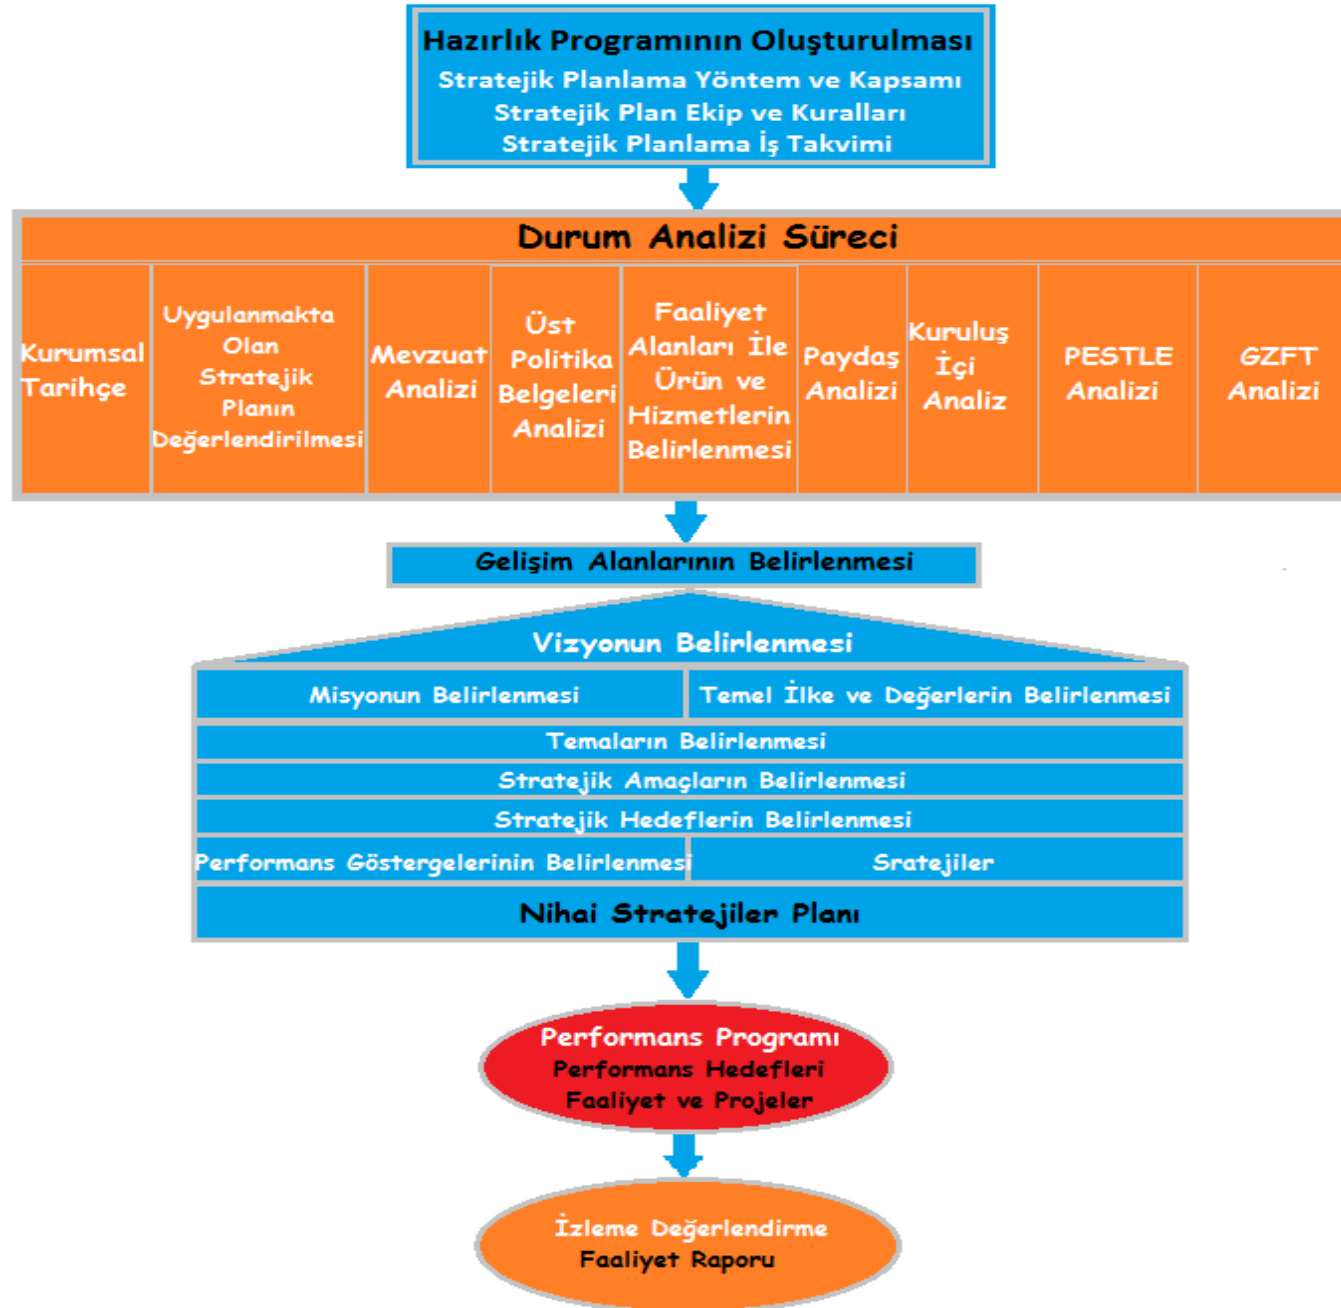 Hazırlık Programının Oluşturulması
Stratejik Planlama Yöntem ve Kapsamı
Stratejik Plan Ekip ve Kuralları
Stratejik Planlama İş Takvimi
Durum Analizi Süreci
Kurumsal
Tarihçe
Uygulanmakta
Olan
Stratejik
Planın
Değerlendirilmesi
Mevzuat
Analizi
Üst
Politika
Belgeleri
Analizi
Faaliyet
Alanları İle
Ürün ve
Hizmetlerin
Belirlenmesi
Paydaş
Analizi
Kuruluş
İçi
Analiz
PESTLE
Analizi
GZFT
Analizi
Gelişim Alanlarının Belirlenmesi
Vizyonun Belirlenmesi
Misyonun Belirlenmesi
Temel İlke ve Değerlerin Belirlenmesi
Temaların Belirlenmesi
Stratejik Amaçların Belirlenmesi
Stratejik Hedeflerin Belirlenmesi
Performans Göstergelerinin Belirlenmesi
Sratejiler
Nihai Stratejiler Planı
Performans Programı
Performans Hedefleri
Faaliyet ve Projeler
İzleme Değerlendirme
Faaliyet Raporu